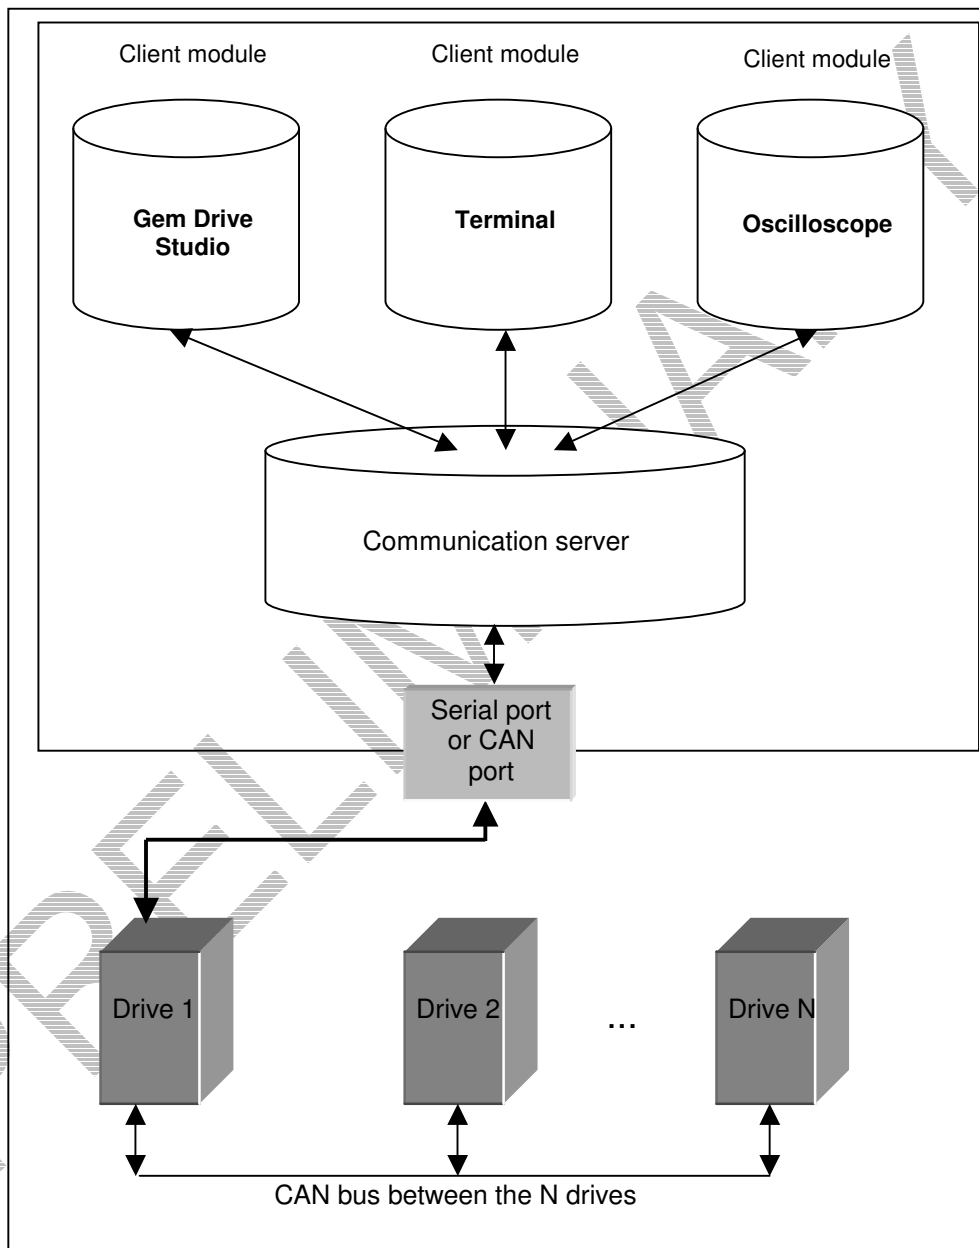 Client module
Client module
Client module
Gem Drive
Studio
Terminal
Oscilloscope
Communication server
Serial port
or CAN
port
Drive 1
Drive 2
...
Drive N
CAN bus between the N drives